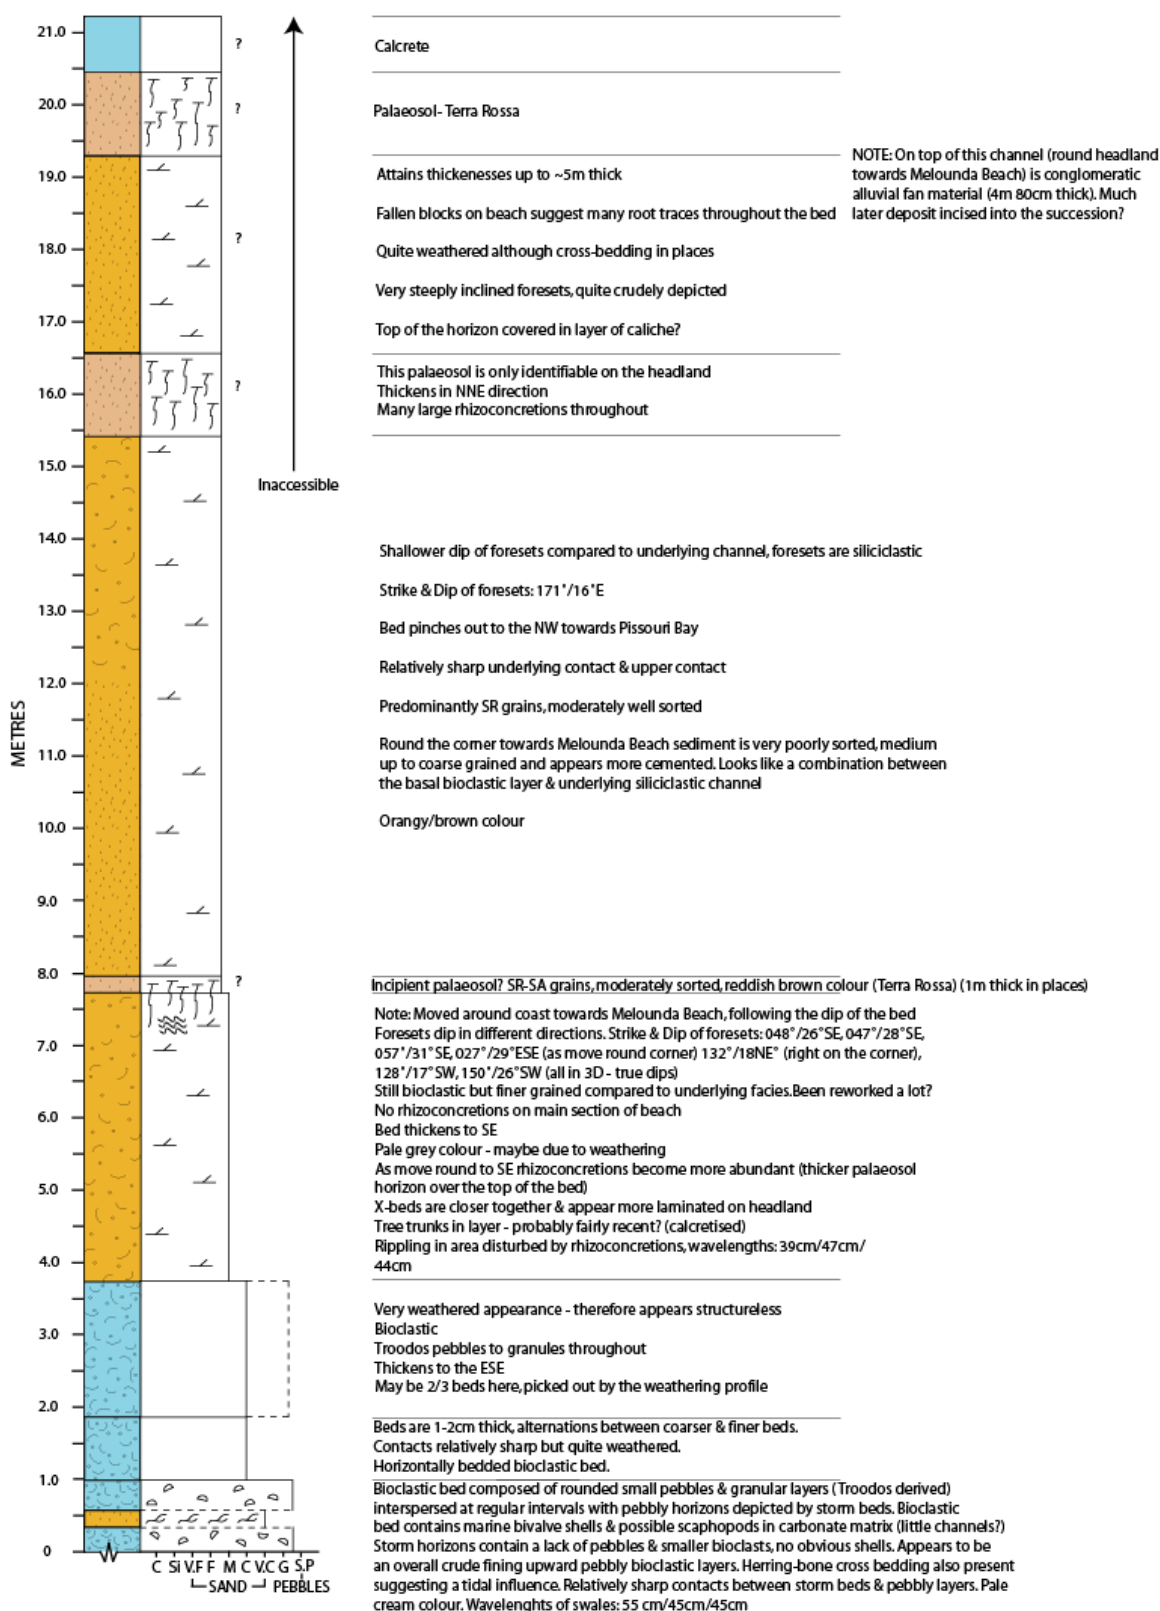 21.0
?
Calcrete
20.0
?
Palaeosol- Terra Rossa
19.0
Attains thickenesses up to ~5m thick
NOTE: On top of this channel (round headland
towards Melounda Beach) is conglomeratic
alluvial fan material (4m 80cm thick). Much
later deposit incised into the succession?
Fallen blocks on beach suggest many root traces throughout the bed
18.0
?
Quite weathered although cross-bedding in places
Very steeply inclined foresets, quite crudely depicted
17.0
Top of the horizon covered in layer of caliche?
16.0
?
This palaeosol is only identifiable on the headland
Thickens in NNE direction
Many large rhizoconcretions throughout
15.0
Inaccessible
14.0
Shallower dip of foresets compared to underlying channel, foresets are siliciclastic
Strike & Dip of foresets: 171°/16°E
13.0
Bed pinches out to the NW towards Pissouri Bay
Relatively sharp underlying contact & upper contact
12.0
METRES
Predominantly SR grains, moderately well sorted
11.0
Round the corner towards Melounda Beach sediment is very poorly sorted, medium
up to coarse grained and appears more cemented. Looks like a combination between
the basal bioclastic layer & underlying siliciclastic channel
10.0
Orangy/brown colour
9.0
8.0
?
Incipient palaeosol? SR-SA grains, moderately sorted, reddish brown colour (Terra Rossa) (1m thick in places)
Note: Moved around coast towards Melounda Beach, following the dip of the bed
Foresets dip in different directions. Strike & Dip of foresets: 048°/26°SE, 047°/28°SE,
7.0
057°/31°SE, 027°/29°ESE (as move round corner) 132°/18NE° (right on the corner),
128°/17°SW, 150°/26°SW (all in 3D - true dips)
Still bioclastic but finer grained compared to underlying facies.Been reworked a lot?
6.0
No rhizoconcretions on main section of beach
Bed thickens to SE
Pale grey colour - maybe due to weathering
5.0
As move round to SE rhizoconcretions become more abundant (thicker palaeosol
horizon over the top of the bed)
X-beds are closer together & appear more laminated on headland
Tree trunks in layer - probably fairly recent? (calcretised)
4.0
Rippling in area disturbed by rhizoconcretions, wavelengths: 39cm/47cm/
44cm
Very weathered appearance - therefore appears structureless
3.0
Bioclastic
Troodos pebbles to granules throughout
Thickens to the ESE
May be 2/3 beds here, picked out by the weathering profile
2.0
Beds are 1-2cm thick, alternations between coarser & finer beds.
Contacts relatively sharp but quite weathered.
Horizontally bedded bioclastic bed.
1.0
Bioclastic bed composed of rounded small pebbles & granular layers (Troodos derived)
interspersed at regular intervals with pebbly horizons depicted by storm beds. Bioclastic
bed contains marine bivalve shells & possible scaphopods in carbonate matrix (little channels?)
Storm horizons contain a lack of pebbles & smaller bioclasts, no obvious shells. Appears to be
an overall crude fining upward pebbly bioclastic layers. Herring-bone cross bedding also present
suggesting a tidal influence. Relatively sharp contacts between storm beds & pebbly layers. Pale
cream colour. Wavelenghts of swales: 55 cm/45cm/45cm
0
C Si V.F F M C V.C G S.P
SAND PEBBLES